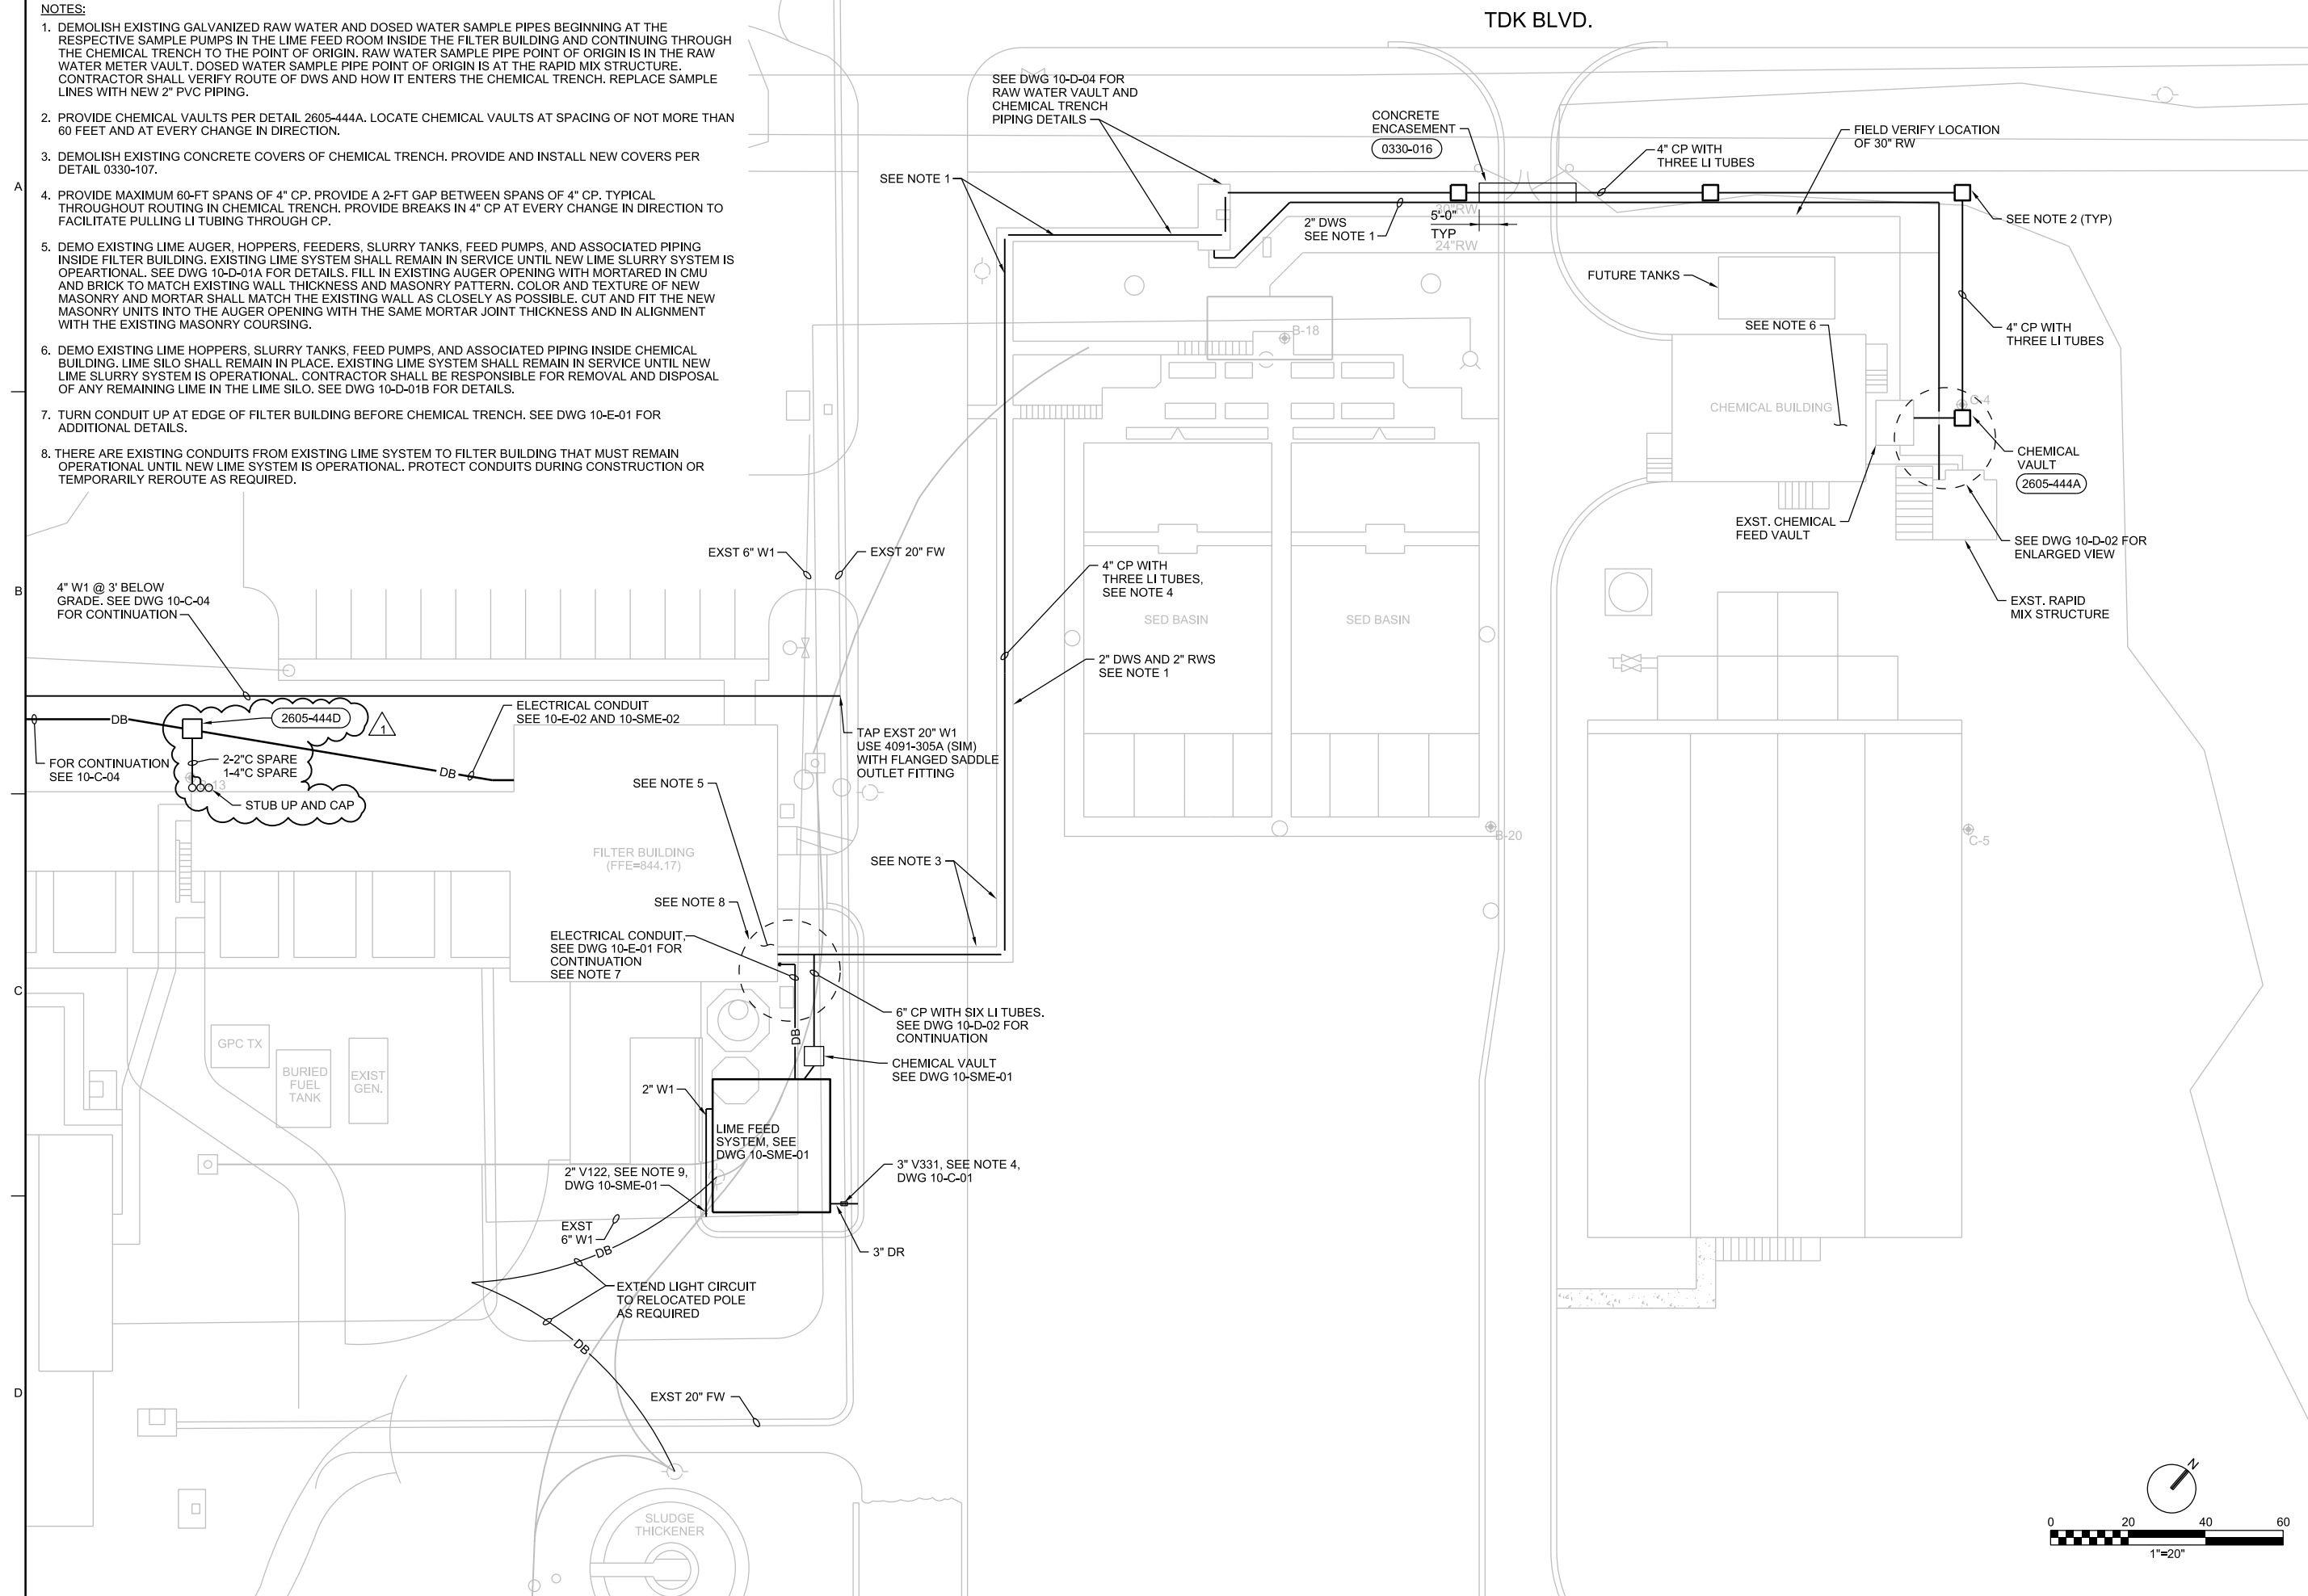 NOTES:
1. DEMOLISH EXISTING GALVANIZED RAW WATER AND DOSED WATER SAMPLE PIPES BEGINNING AT THE
RESPECTIVE SAMPLE PUMPS IN THE LIME FEED ROOM INSIDE THE FILTER BUILDING AND CONTINUING THROUGH
THE CHEMICAL TRENCH TO THE POINT OF ORIGIN. RAW WATER SAMPLE PIPE POINT OF ORIGIN IS IN THE RAW
WATER METER VAULT. DOSED WATER SAMPLE PIPE POINT OF ORIGIN IS AT THE RAPID MIX STRUCTURE.
CONTRACTOR SHALL VERIFY ROUTE OF DWS AND HOW IT ENTERS THE CHEMICAL TRENCH. REPLACE SAMPLE
LINES WITH NEW 2" PVC PIPING.
2. PROVIDE CHEMICAL VAULTS PER DETAIL 2605-444A. LOCATE CHEMICAL VAULTS AT SPACING OF NOT MORE THAN
60 FEET AND AT EVERY CHANGE IN DIRECTION.
3. DEMOLISH EXISTING CONCRETE COVERS OF CHEMICAL TRENCH. PROVIDE AND INSTALL NEW COVERS PER
DETAIL 0330-107.
4. PROVIDE MAXIMUM 60-FT SPANS OF 4" CP. PROVIDE A 2-FT GAP BETWEEN SPANS OF 4" CP. TYPICAL
THROUGHOUT ROUTING IN CHEMICAL TRENCH. PROVIDE BREAKS IN 4" CP AT EVERY CHANGE IN DIRECTION TO
FACILITATE PULLING LI TUBING THROUGH CP.
5. DEMO EXISTING LIME AUGER, HOPPERS, FEEDERS, SLURRY TANKS, FEED PUMPS, AND ASSOCIATED PIPING
INSIDE FILTER BUILDING. EXISTING LIME SYSTEM SHALL REMAIN IN SERVICE UNTIL NEW LIME SLURRY SYSTEM IS
OPEARTIONAL. SEE DWG 10-D-01A FOR DETAILS. FILL IN EXISTING AUGER OPENING WITH MORTARED IN CMU
AND BRICK TO MATCH EXISTING WALL THICKNESS AND MASONRY PATTERN. COLOR AND TEXTURE OF NEW
MASONRY AND MORTAR SHALL MATCH THE EXISTING WALL AS CLOSELY AS POSSIBLE. CUT AND FIT THE NEW
MASONRY UNITS INTO THE AUGER OPENING WITH THE SAME MORTAR JOINT THICKNESS AND IN ALIGNMENT
WITH THE EXISTING MASONRY COURSING.
6. DEMO EXISTING LIME HOPPERS, SLURRY TANKS, FEED PUMPS, AND ASSOCIATED PIPING INSIDE CHEMICAL
BUILDING. LIME SILO SHALL REMAIN IN PLACE. EXISTING LIME SYSTEM SHALL REMAIN IN SERVICE UNTIL NEW
LIME SLURRY SYSTEM IS OPERATIONAL. CONTRACTOR SHALL BE RESPONSIBLE FOR REMOVAL AND DISPOSAL
OF ANY REMAINING LIME IN THE LIME SILO. SEE DWG 10-D-01B FOR DETAILS.
7. TURN CONDUIT UP AT EDGE OF FILTER BUILDING BEFORE CHEMICAL TRENCH. SEE DWG 10-E-01 FOR
ADDITIONAL DETAILS.
8. THERE ARE EXISTING CONDUITS FROM EXISTING LIME SYSTEM TO FILTER BUILDING THAT MUST REMAIN
OPERATIONAL UNTIL NEW LIME SYSTEM IS OPERATIONAL. PROTECT CONDUITS DURING CONSTRUCTION OR
TEMPORARILY REROUTE AS REQUIRED.
TDK BLVD.
SEE DWG 10-D-04 FOR
RAW WATER VAULT AND
CHEMICAL TRENCH
PIPING DETAILS
CONCRETE
ENCASEMENT
0330-016
4" CP WITH
THREE LI TUBES
FIELD VERIFY LOCATION
OF 30" RW
A
SEE NOTE 1
SEE NOTE 2 (TYP)
30"RW
5'-0"
TYP
24"RW
2" DWS
SEE NOTE 1
FUTURE TANKS
SEE NOTE 6
4" CP WITH
THREE LI TUBES
B-18
CHEMICAL BUILDING
C-4
CHEMICAL
VAULT
2605-444A
EXST. CHEMICAL
FEED VAULT
SEE DWG 10-D-02 FOR
ENLARGED VIEW
EXST. RAPID
MIX STRUCTURE
EXST 6" W1
EXST 20" FW
B
4" W1 @ 3' BELOW
GRADE. SEE DWG 10-C-04
FOR CONTINUATION
4" CP WITH
THREE LI TUBES,
SEE NOTE 4
SED BASIN
SED BASIN
2" DWS AND 2" RWS
SEE NOTE 1
DB
2605-444D
1
ELECTRICAL CONDUIT
SEE 10-E-02 AND 10-SME-02
FOR CONTINUATION
SEE 10-C-04
2-2"C SPARE
1-4"C SPARE
DB
B-13
STUB UP AND CAP
TAP EXST 20" W1
USE 4091-305A (SIM)
WITH FLANGED SADDLE
OUTLET FITTING
SEE NOTE 5
B-20
C-5
FILTER BUILDING
(FFE=844.17)
SEE NOTE 3
SEE NOTE 8
ELECTRICAL CONDUIT,
SEE DWG 10-E-01 FOR
CONTINUATION
SEE NOTE 7
C
6" CP WITH SIX LI TUBES.
SEE DWG 10-D-02 FOR
CONTINUATION
DB
GPC TX
BURIED
FUEL
TANK
EXIST
GEN.
CHEMICAL VAULT
SEE DWG 10-SME-01
2" W1
LIME FEED
SYSTEM, SEE
DWG 10-SME-01
2" V122, SEE NOTE 9,
DWG 10-SME-01
3" V331, SEE NOTE 4,
DWG 10-C-01
EXST
6" W1
DB
3" DR
EXTEND LIGHT CIRCUIT
TO RELOCATED POLE
AS REQUIRED
DB
D
EXST 20" FW
SLUDGE
THICKENER
N
0 20 40 60
1"=20"